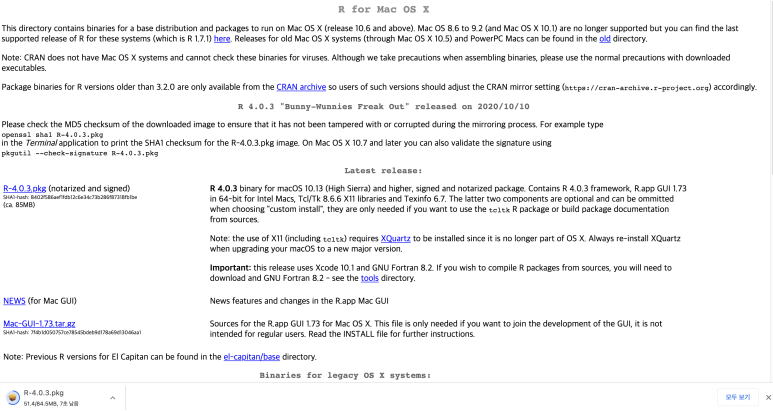 R for Mac OS X
This directory contains binaries for a base distribution and packages to run on Mac OS X (release 10.6 and above). Mac OS 8.6 to 9.2 (and Mac OS X 10.1) are no longer supported but you can find the last
supported release of R for these systems (which is R 1.7.1) here. Releases for old Mac OS X systems (through Mac OS X 10.5) and PowerPC Macs can be found in the old directory.
Note: CRAN does not have Mac OS X systems and cannot check these binaries for viruses. Although we take precautions when assembling binaries, please use the normal precautions with downloaded
executables.
Package binaries for R versions older than 3.2.0 are only available from the CRAN archive so users of such versions should adjust the CRAN mirror setting (https://cran-archive.r-project.org) accordingly.
R 4.0.3 "Bunny-Wunnies Freak Out" released on 2020/10/10
Please check the MD5 checksum of the downloaded image to ensure that it has not been tampered with or corrupted during the mirroring process. For example type
openssl sha1 R-4.0.3.pkg
in the Terminal application to print the SHA1 checksum for the R-4.0.3.pkg image. On Mac OS X 10.7 and later you can also validate the signature using
pkgutil --check-signature R-4.0.3.pkg
Latest release:
R-4.0.3.pkg (notarized and signed)
SHA1-hash:
(ca. 85MB)
R 4.0.3 binary for macOS 10.13 (High Sierra) and higher, signed and notarized package. Contains R 4.0.3 framework, R.app GUI 1.73
in 64-bit for Intel Macs, Tcl/Tk 8.6.6 X11 libraries and Texinfo 6.7. The latter two components are optional and can be ommitted
when choosing "custom install", they are only needed if you want to use the tcltk R package or build package documentation
from sources.
Note: the use of X11 (including tcltk) requires XQuartz to be installed since it is no longer part of OS X. Always re-install XQuartz
when upgrading your macOS to a new major version.
Important: this release uses Xcode 10.1 and GNU Fortran 8.2. If you wish to compile R packages from sources, you will need to
download and GNU Fortran 8.2 - see the tools directory.
NEWS (for Mac GUI)
News features and changes in the R.app Mac GUI
Mac-GUI-1.73.tar.gz
SHA1-hash:
Sources for the R.app GUI 1.73 for Mac OS X. This file is only needed if you want to join the development of the GUI, it is not
intended for regular users. Read the INSTALL file for further instructions.
Note: Previous R versions for El Capitan can be found in the el-capitan/base directory.
Binaries for legacy OS X systems:
R-4.0.3.pkg
51.4/84.5MB, 7초 남음
모두 보기